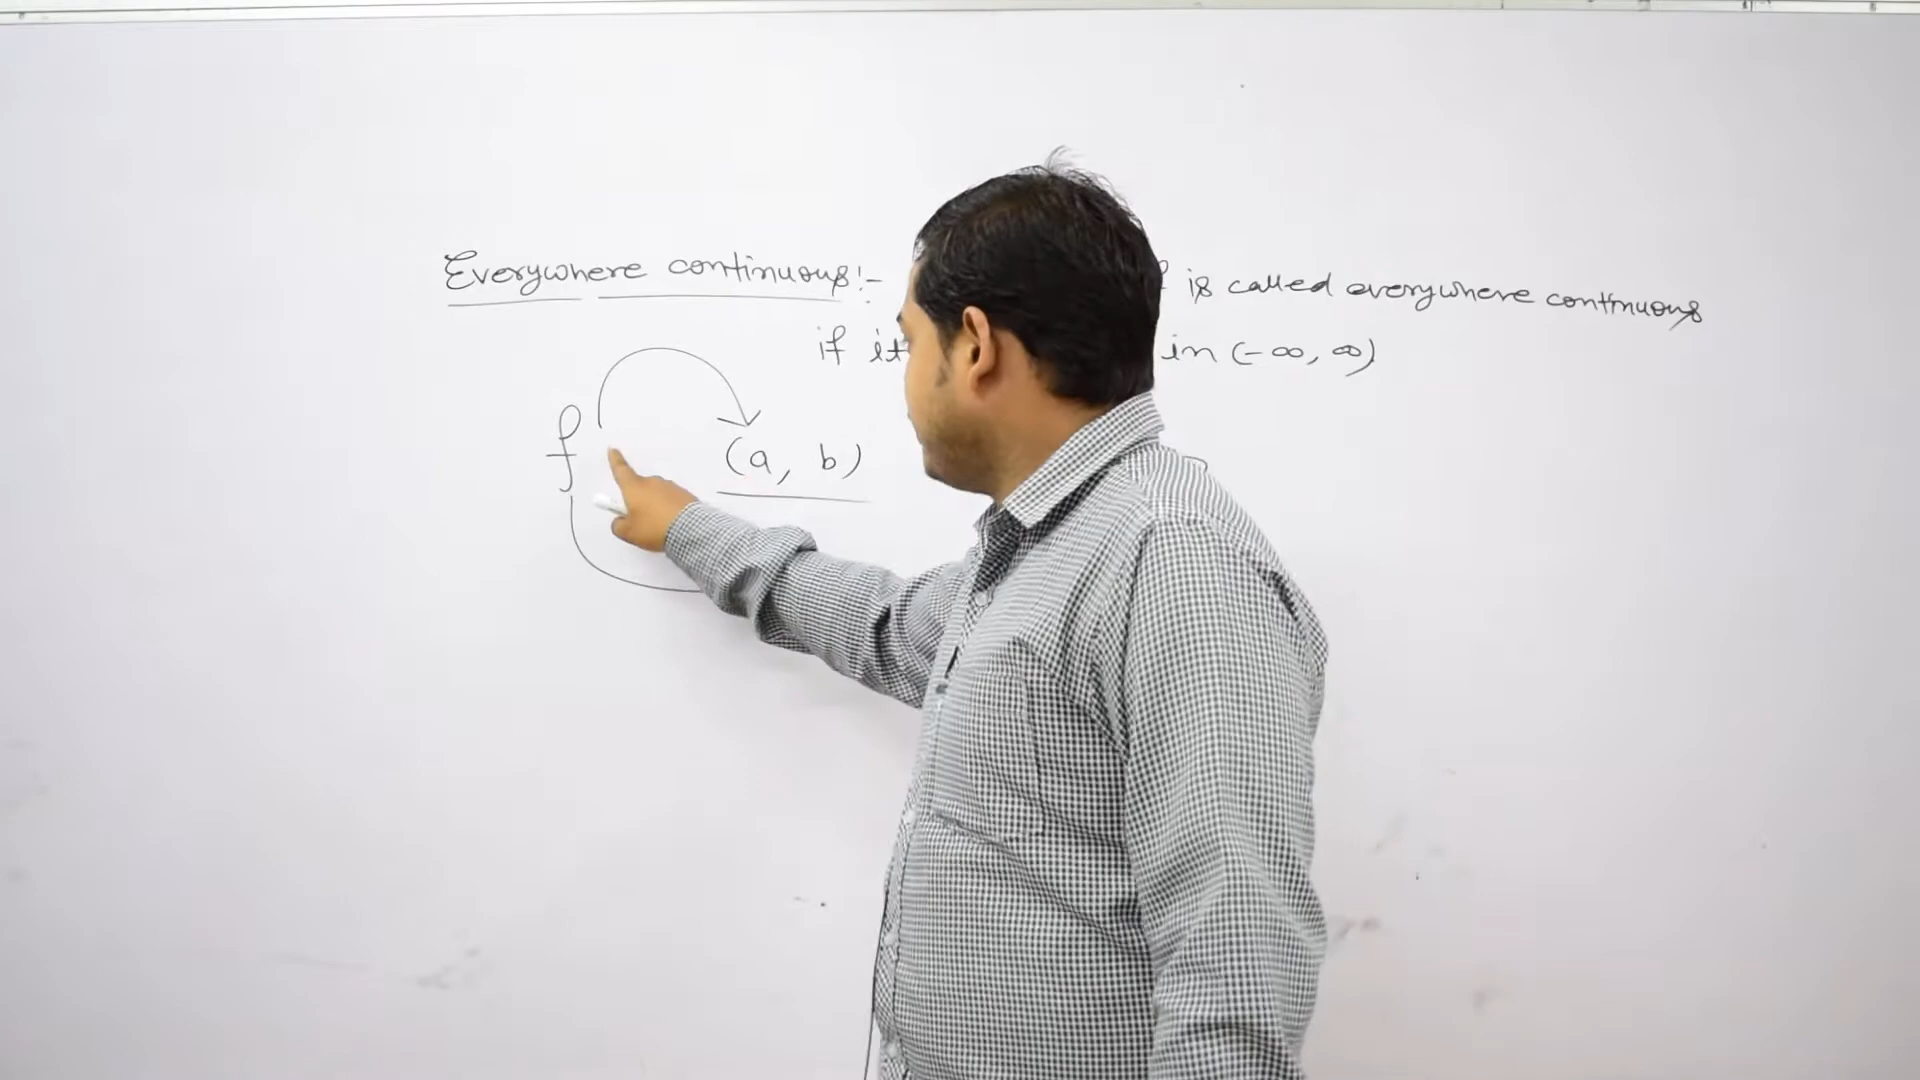 Everywhere continuous:- is called everywhere continuous
if it in (-∞, ∞)
f (a, b)